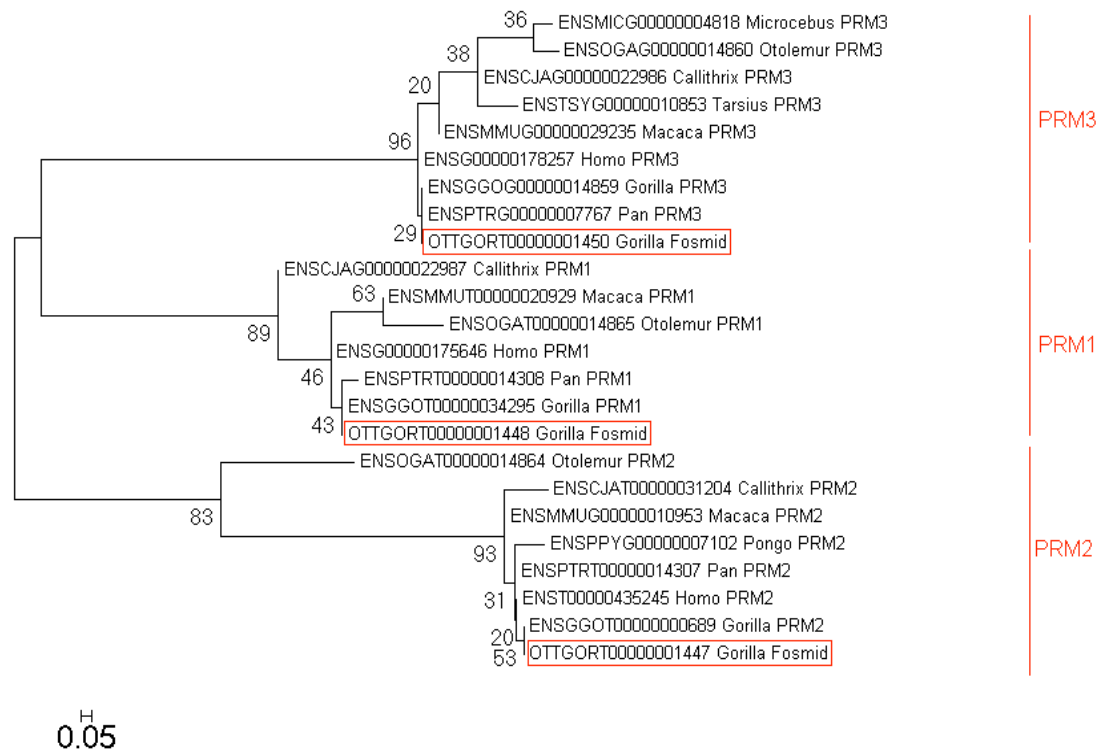 36
ENSMICG00000004818 Microcebus PRM3
ENSOGAG00000014860 Otolemur PRM3
38
ENSCJAG00000022986 Callithrix PRM3
20
ENSTSYG00000010853 Tarsius PRM3
PRM3
ENSMMUG00000029235 Macaca PRM3
96
ENSG00000178257 Homo PRM3
ENSGGOG00000014859 Gorilla PRM3
ENSPTRG00000007767 Pan PRM3
29
OTTGORT00000001450 Gorilla Fosmid
ENSCJAG00000022987 Callithrix PRM1
63
ENSMMUT00000020929 Macaca PRM1
ENSOGAT00000014865 Otolemur PRM1
89
PRM1
ENSG00000175646 Homo PRM1
46
ENSPTRT00000014308 Pan PRM1
ENSGGOT00000034295 Gorilla PRM1
43
OTTGORT00000001448 Gorilla Fosmid
ENSOGAT00000014864 Otolemur PRM2
ENSCJAT00000031204 Callithrix PRM2
83
ENSMMUG00000010953 Macaca PRM2
ENSPPYG00000007102 Pongo PRM2
PRM2
93
ENSPTRT00000014307 Pan PRM2
31
ENST00000435245 Homo PRM2
ENSGGOT00000000689 Gorilla PRM2
20
53
OTTGORT00000001447 Gorilla Fosmid
0.05